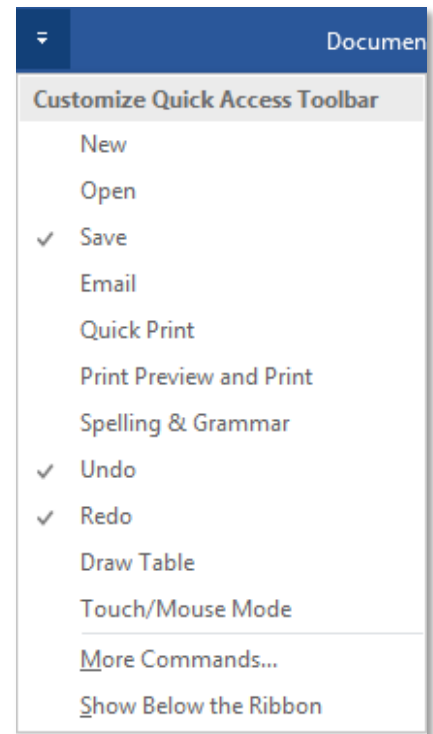 Documen
Customize Quick Access Toolbar
New
Open
Save
Email
Quick Print
Print Preview and Print
Spelling & Grammar
Undo
Redo
Draw Table
Touch/Mouse Mode
More Commands...
Show Below the Ribbon